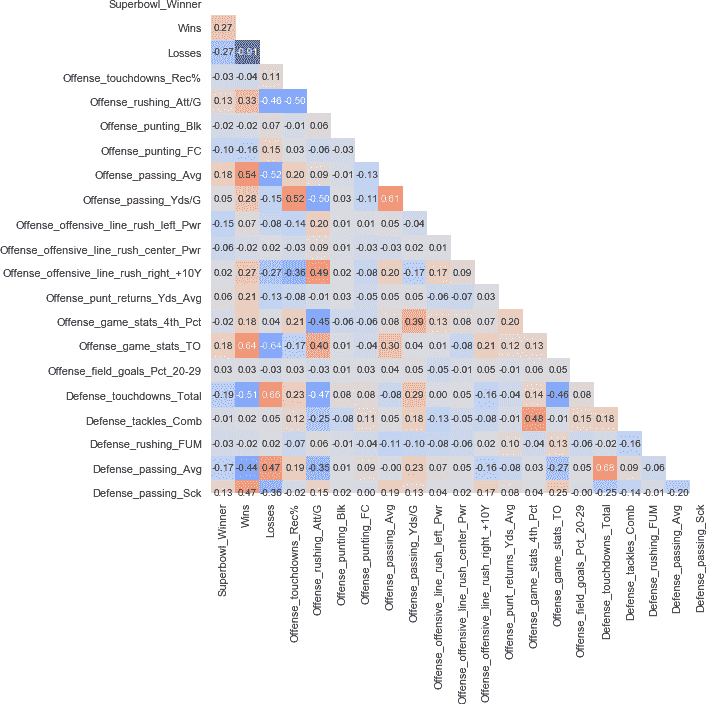 Superbowl_Winner
Wins 0.27
Losses -0.27 -0.91
Offense_touchdowns_Rec% -0.03 -0.04 0.11
Offense_rushing_Att/G 0.13 0.33 -0.46 -0.50
Offense_punting_Blk -0.02 -0.02 0.07 -0.01 0.06
Offense_punting_FC -0.10 -0.16 0.15 0.03 -0.06 -0.03
Offense_passing_Avg 0.18 0.54 -0.52 0.20 0.09 -0.01 -0.13
Offense_passing_Yds/G 0.05 0.28 -0.15 0.52 -0.50 0.03 -0.11 0.61
Offense_offensive_line_rush_left_Pwr -0.15 0.07 -0.08 -0.14 0.20 0.01 0.01 0.05 -0.04
Offense_offensive_line_rush_center_Pwr -0.06 -0.02 0.02 -0.03 0.09 0.01 -0.03 -0.03 0.02 0.01
Offense_offensive_line_rush_right_+10Y 0.02 0.27 -0.27 -0.36 0.49 0.02 -0.08 0.20 -0.17 0.17 0.09
Offense_punt_returns_Yds_Avg 0.06 0.21 -0.13 -0.08 -0.01 0.03 -0.05 0.05 0.05 -0.06 -0.07 0.03
Offense_game_stats_4th_Pct -0.02 0.18 0.04 0.21 -0.45 -0.06 -0.06 0.08 0.39 0.13 0.08 0.07 0.20
Offense_game_stats_TO 0.18 0.64 -0.64 -0.17 0.40 0.01 -0.04 0.30 0.04 0.01 -0.08 0.21 0.12 0.13
Offense_field_goals_Pct_20-29 0.03 0.03 -0.03 -0.03 -0.03 0.01 0.03 0.04 0.05 -0.05 -0.01 0.05 -0.01 0.06 0.05
Defense_touchdowns_Total -0.19 -0.51 0.66 0.23 -0.47 0.08 0.08 -0.08 0.29 0.00 0.05 -0.16 -0.04 0.14 -0.46 0.08
Defense_tackles_Comb -0.01 0.02 0.05 0.12 -0.25 -0.08 0.11 0.05 0.18 -0.13 -0.05 -0.08 -0.01 0.48 -0.01 0.15 0.18
Defense_rushing_FUM -0.03 -0.02 0.02 -0.07 0.06 -0.01 -0.04 -0.11 -0.10 -0.08 -0.06 0.02 0.10 -0.04 0.13 -0.06 -0.02 -0.16
Defense_passing_Avg -0.17 -0.44 0.47 0.19 -0.35 0.01 0.09 -0.00 0.23 0.07 0.05 -0.16 -0.08 0.03 -0.27 0.05 0.68 0.09 -0.06
Defense_passing_Sck 0.13 0.47 -0.36 -0.02 0.15 0.02 0.00 0.19 0.13 0.04 0.02 0.17 0.08 0.04 0.25 -0.00 -0.25 -0.14 -0.01 -0.20
Superbowl_Winner
Wins
Losses
Offense_touchdowns_Rec%
Offense_rushing_Att/G
Offense_punting_Blk
Offense_punting_FC
Offense_passing_Avg
Offense_passing_Yds/G
Offense_offensive_line_rush_left_Pwr
Offense_offensive_line_rush_center_Pwr
Offense_offensive_line_rush_right_+10Y
Offense_punt_returns_Yds_Avg
Offense_game_stats_4th_Pct
Offense_game_stats_TO
Offense_field_goals_Pct_20-29
Defense_touchdowns_Total
Defense_tackles_Comb
Defense_rushing_FUM
Defense_passing_Avg
Defense_passing_Sck